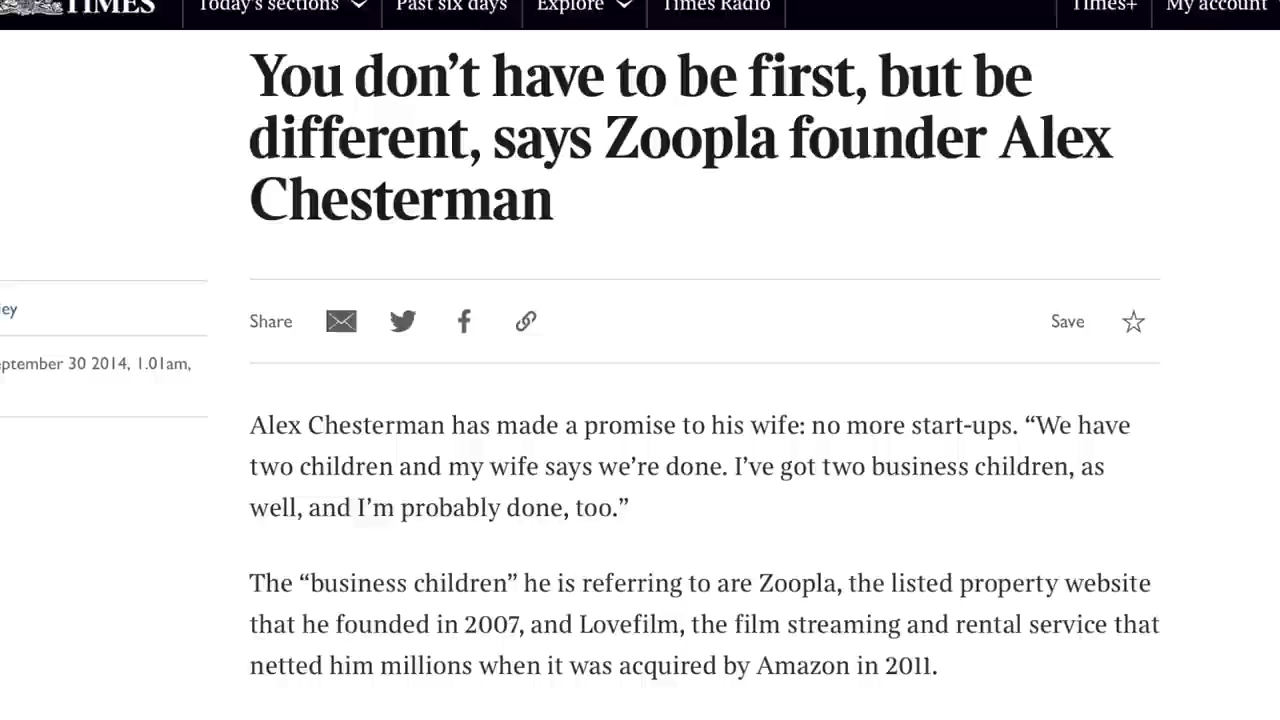 TIMES
Today's sections
Past six days
Explore
Times Radio
Times+
My account
You don't have to be first, but be
different, says Zoopla founder Alex
Chesterman
ey
ptember 30 2014, 1.01am,
Share
Save
Alex Chesterman has made a promise to his wife: no more start-ups. “We have
two children and my wife says we're done. I've got two business children, as
well, and I'm probably done, too.”
The “business children” he is referring to are Zoopla, the listed property website
that he founded in 2007, and Lovefilm, the film streaming and rental service that
netted him millions when it was acquired by Amazon in 2011.